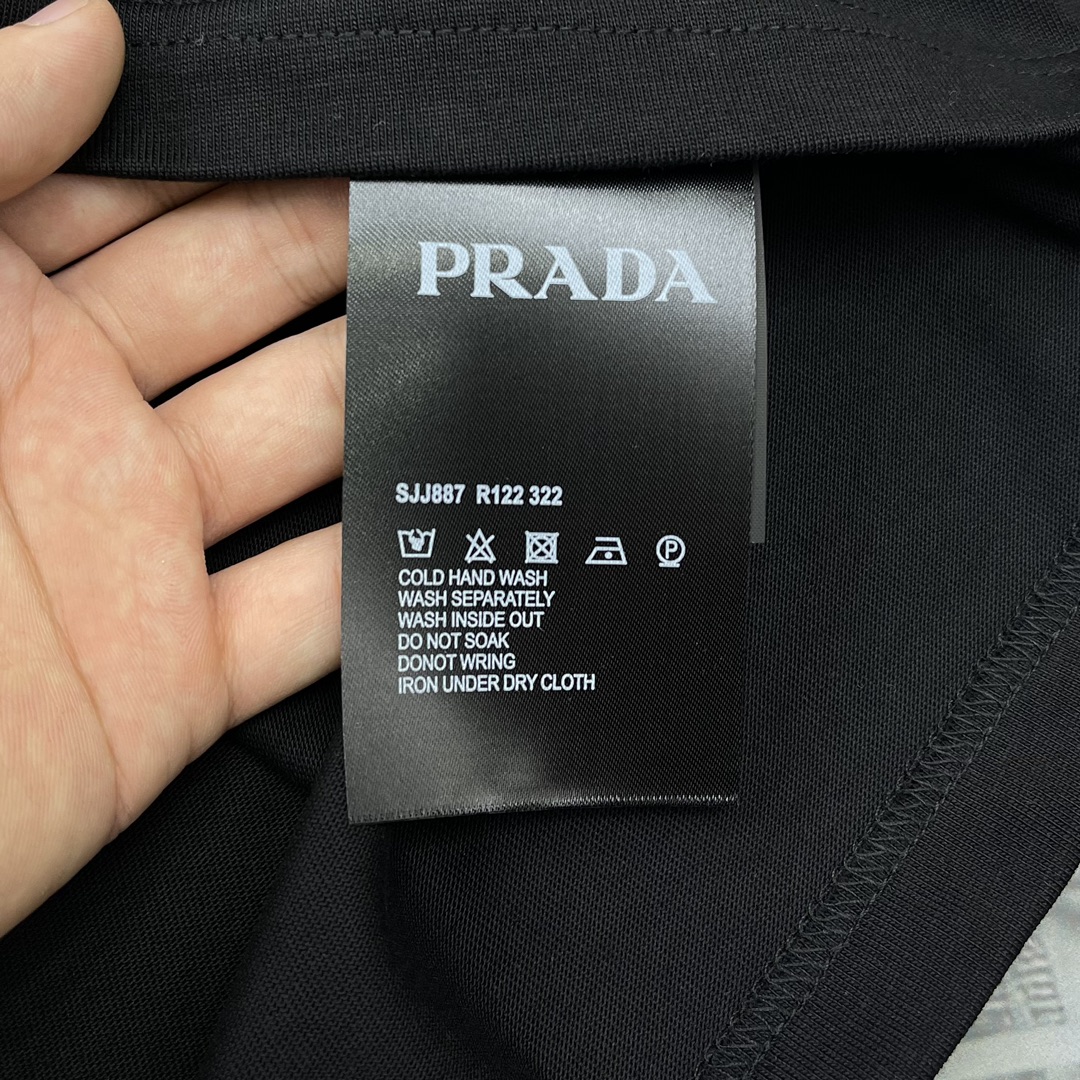 PRADA
SJJ887 R122 322
P
COLD HAND WASH
WASH SEPARATELY
WASH INSIDE OUT
DO NOT SOAK
DONOT WRING
IRON UNDER DRY CLOTH